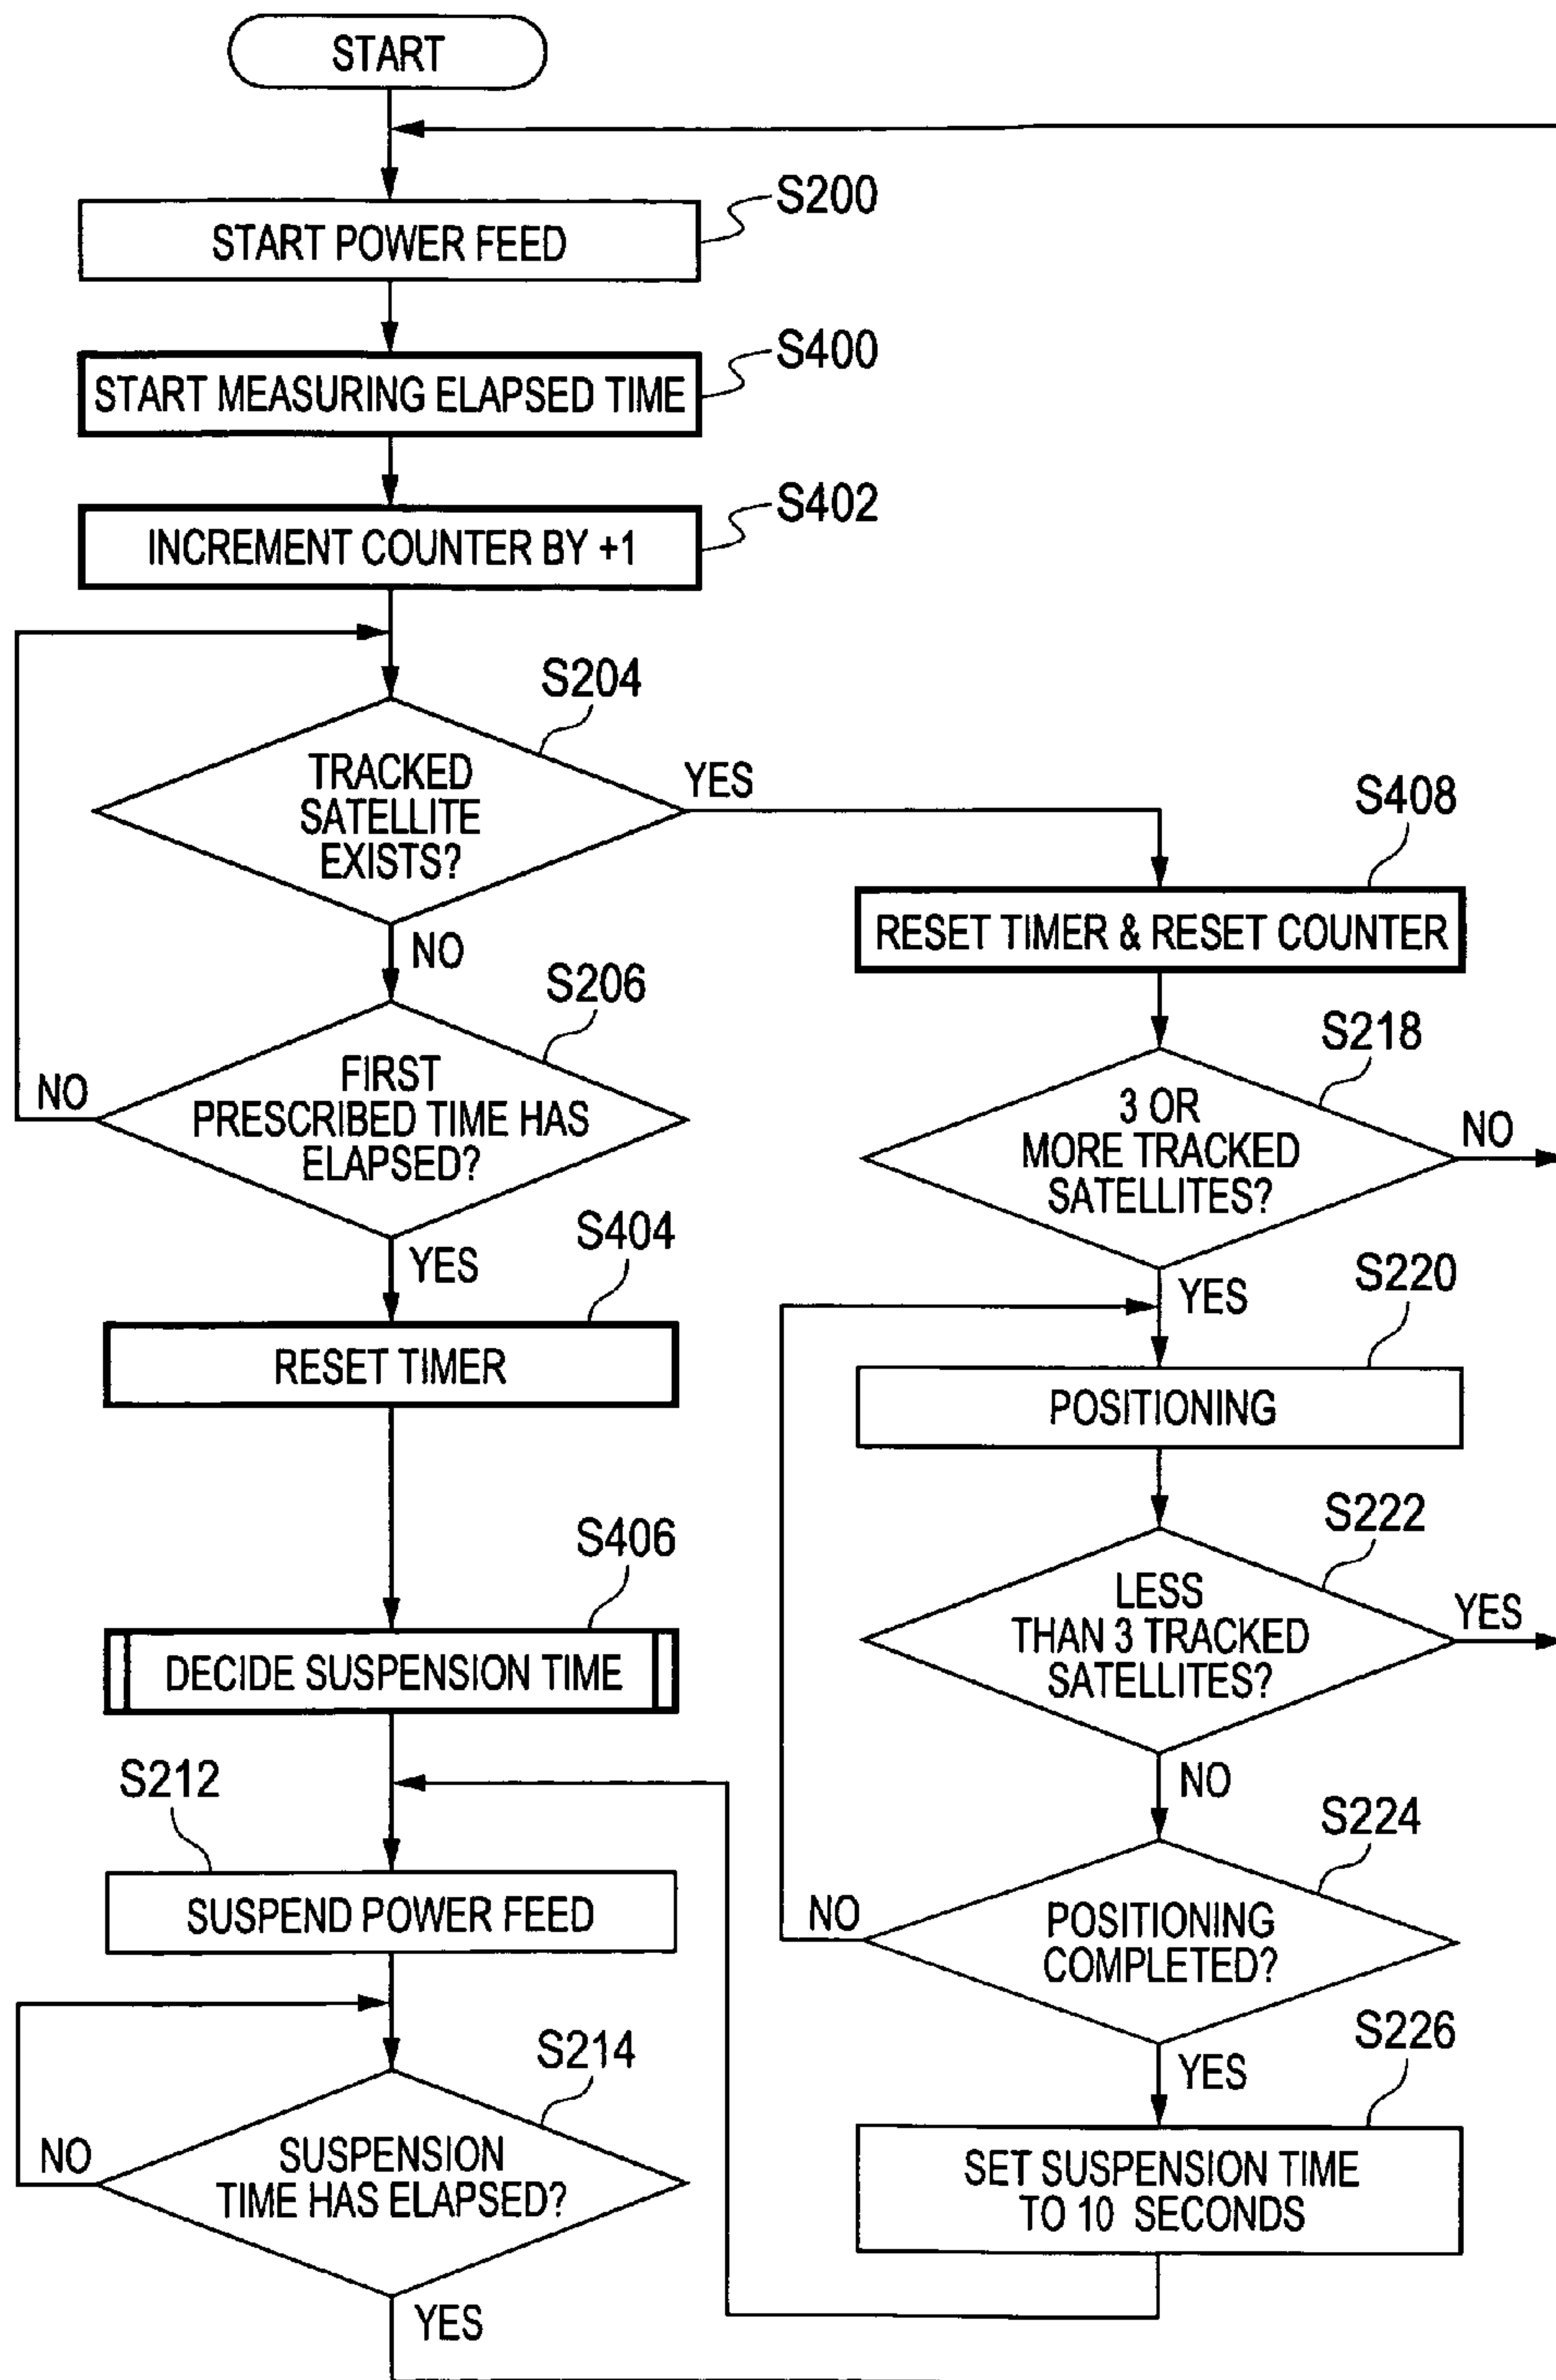 START
S200
START POWER FEED
S400
START MEASURING ELAPSED TIME
S402
INCREMENT COUNTER BY +1
S204
TRACKED
SATELLITE
EXISTS?
YES
NO
S206
FIRST
PRESCRIBED TIME HAS
ELAPSED?
NO
YES
S404
RESET TIMER
S406
DECIDE SUSPENSION TIME
S212
SUSPEND POWER FEED
S214
SUSPENSION
TIME HAS ELAPSED?
NO
YES
S408
RESET TIMER & RESET COUNTER
S218
3 OR
MORE TRACKED
SATELLITES?
NO
YES
S220
POSITIONING
S222
LESS
THAN 3 TRACKED
SATELLITES?
YES
NO
S224
POSITIONING
COMPLETED?
NO
YES
S226
SET SUSPENSION TIME
TO 10 SECONDS